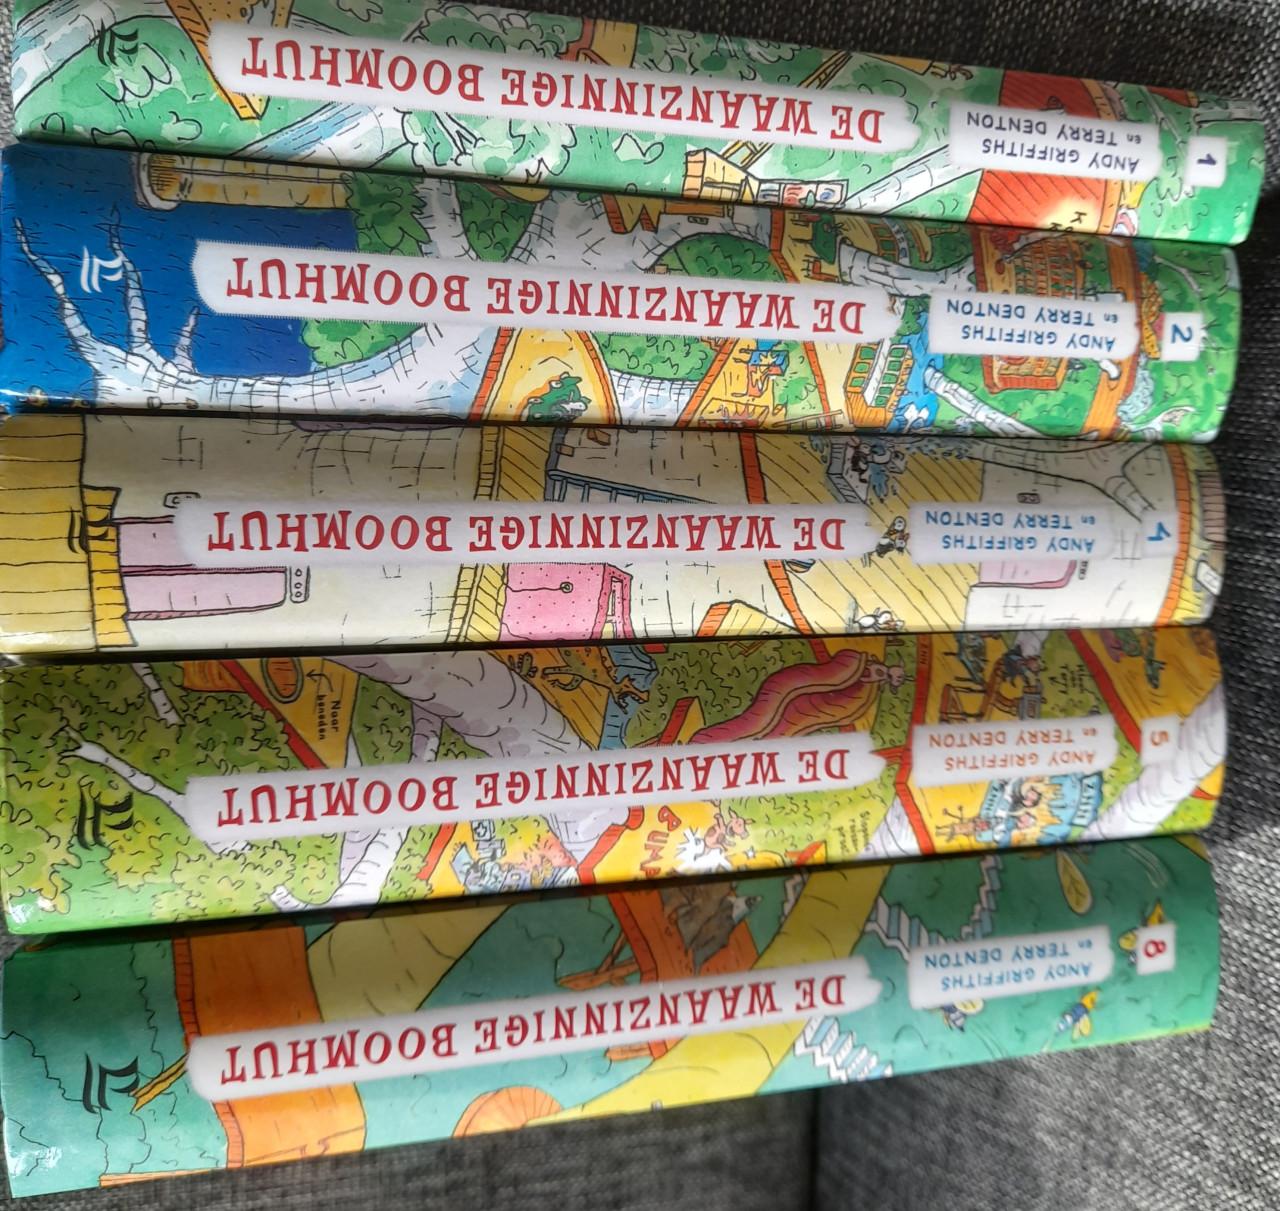 1
ANDY GRIFFITHS
en TERRY DENTON
DE WAANZINNIGE BOOMHUT
2
ANDY GRIFFITHS
en TERRY DENTON
DE WAANZINNIGE BOOMHUT
4
ANDY GRIFFITHS
en TERRY DENTON
DE WAANZINNIGE BOOMHUT
5
ANDY GRIFFITHS
en TERRY DENTON
DE WAANZINNIGE BOOMHUT
Naar
beneden
8
ANDY GRIFFITHS
en TERRY DENTON
DE WAANZINNIGE BOOMHUT